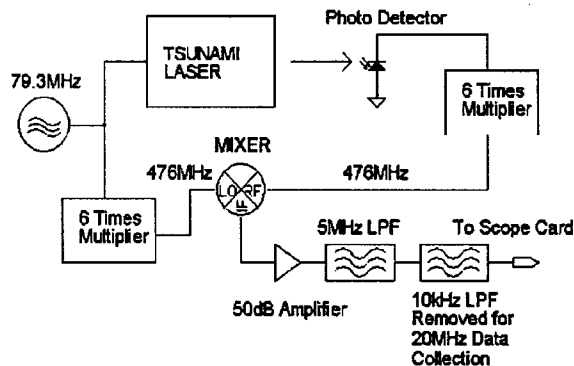 Photo Detector
TSUNAMI
LASER
79.3MHz
6 Times
Multiplier
MIXER
476MHz
476MHz
LO
RF
IF
6 Times
Multiplier
5MHz LPF
To Scope Card
50dB Amplifier
10kHz LPF
Removed for
20MHz Data
Collection